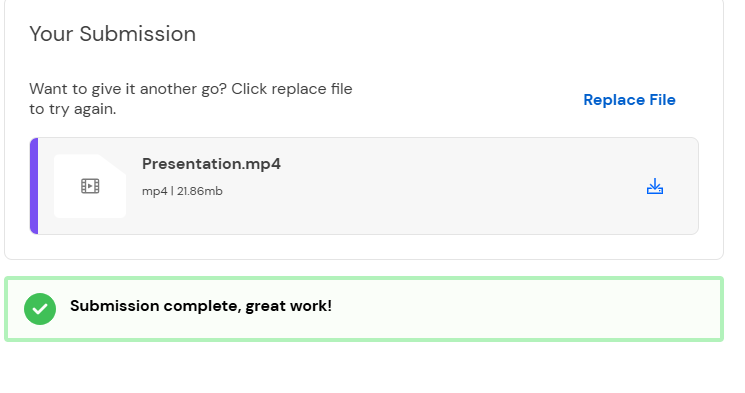 Your Submission
Want to give it another go? Click replace file
to try again.
Replace File
Presentation.mp4
mp4 | 21.86mb
Submission complete, great work!